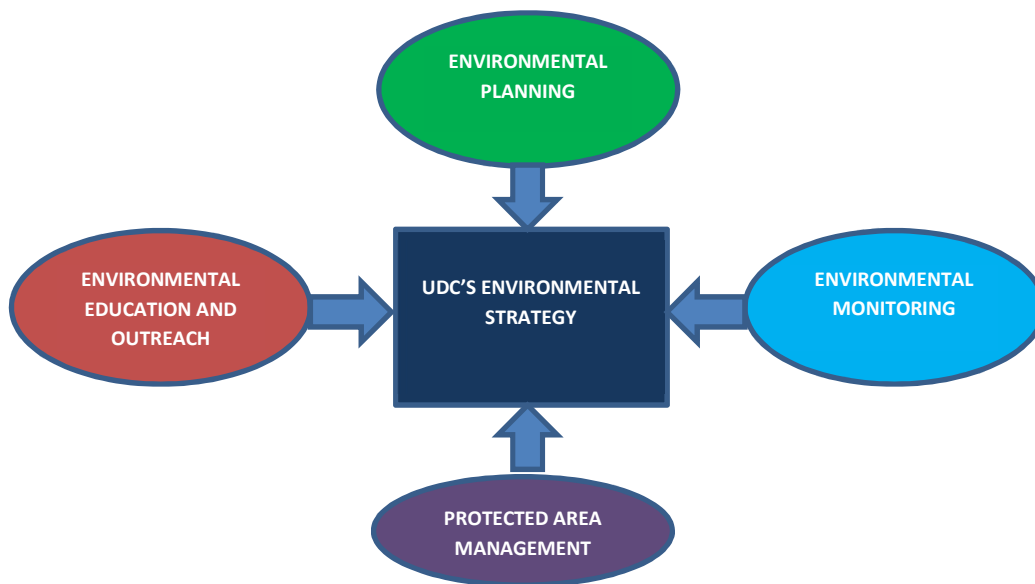 ENVIRONMENTAL
PLANNING
ENVIRONMENTAL
EDUCATION AND
OUTREACH
UDC’S ENVIRONMENTAL
STRATEGY
ENVIRONMENTAL
MONITORING
PROTECTED AREA
MANAGEMENT